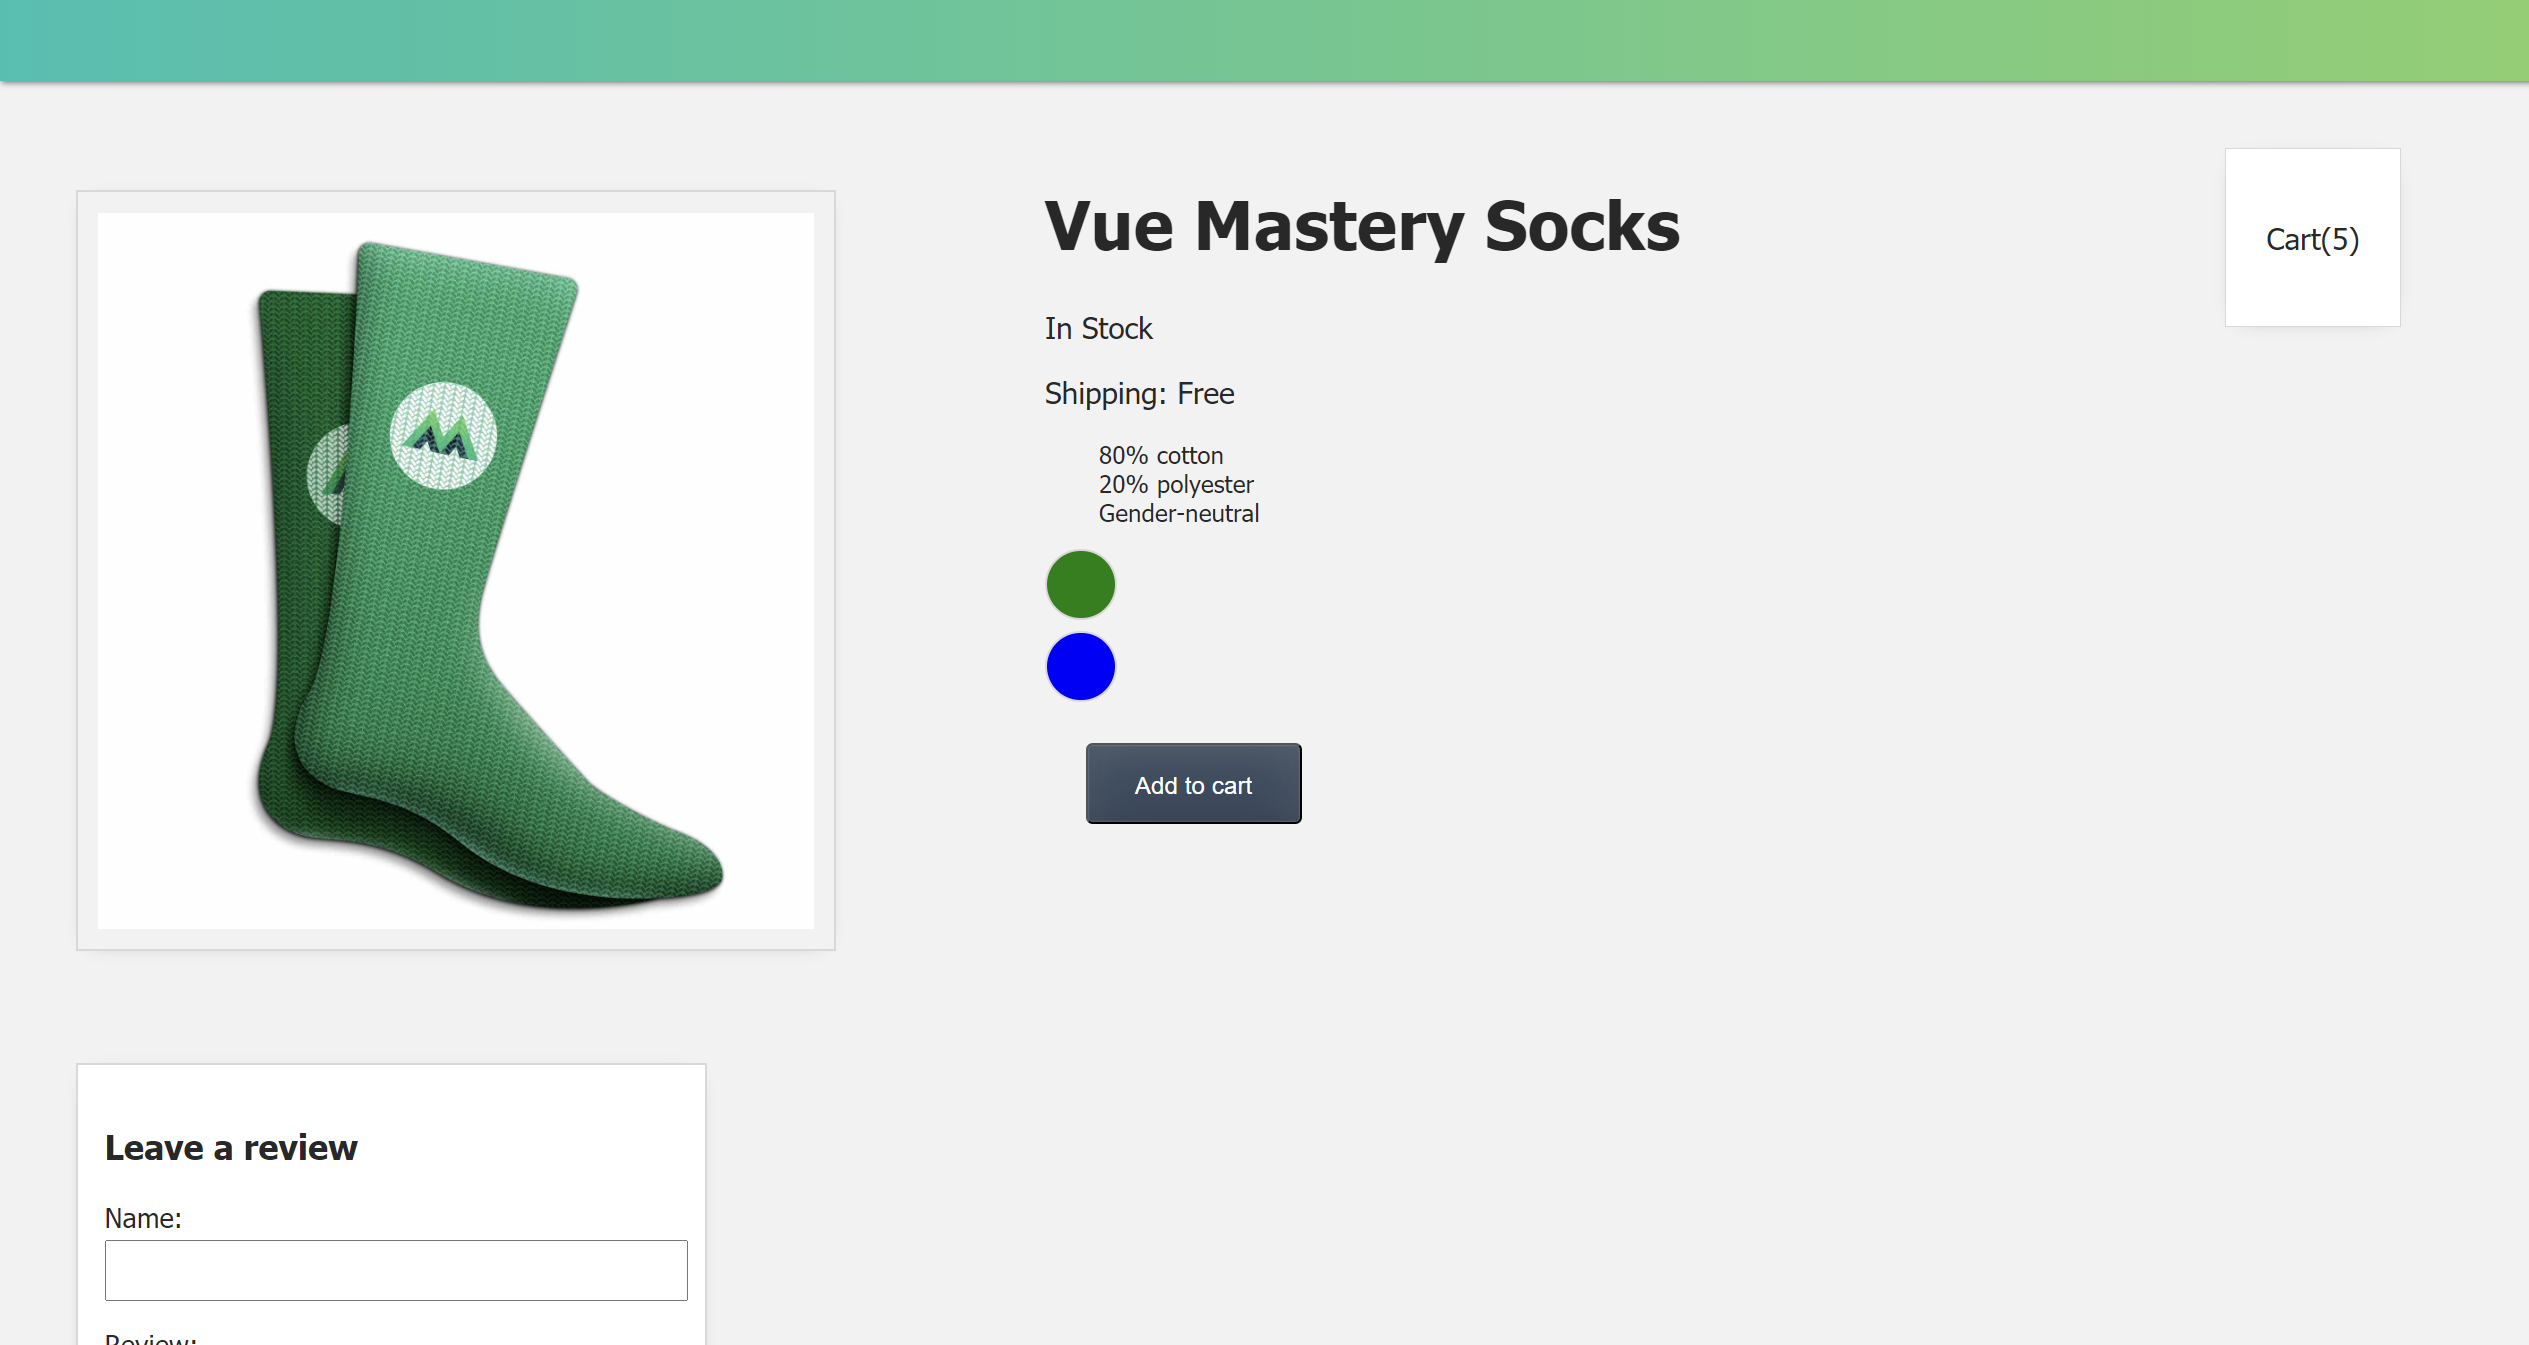 Vue Mastery Socks
Cart(5)
In Stock
Shipping: Free
80% cotton
20% polyester
Gender-neutral
Add to cart
Leave a review
Name:
Review: